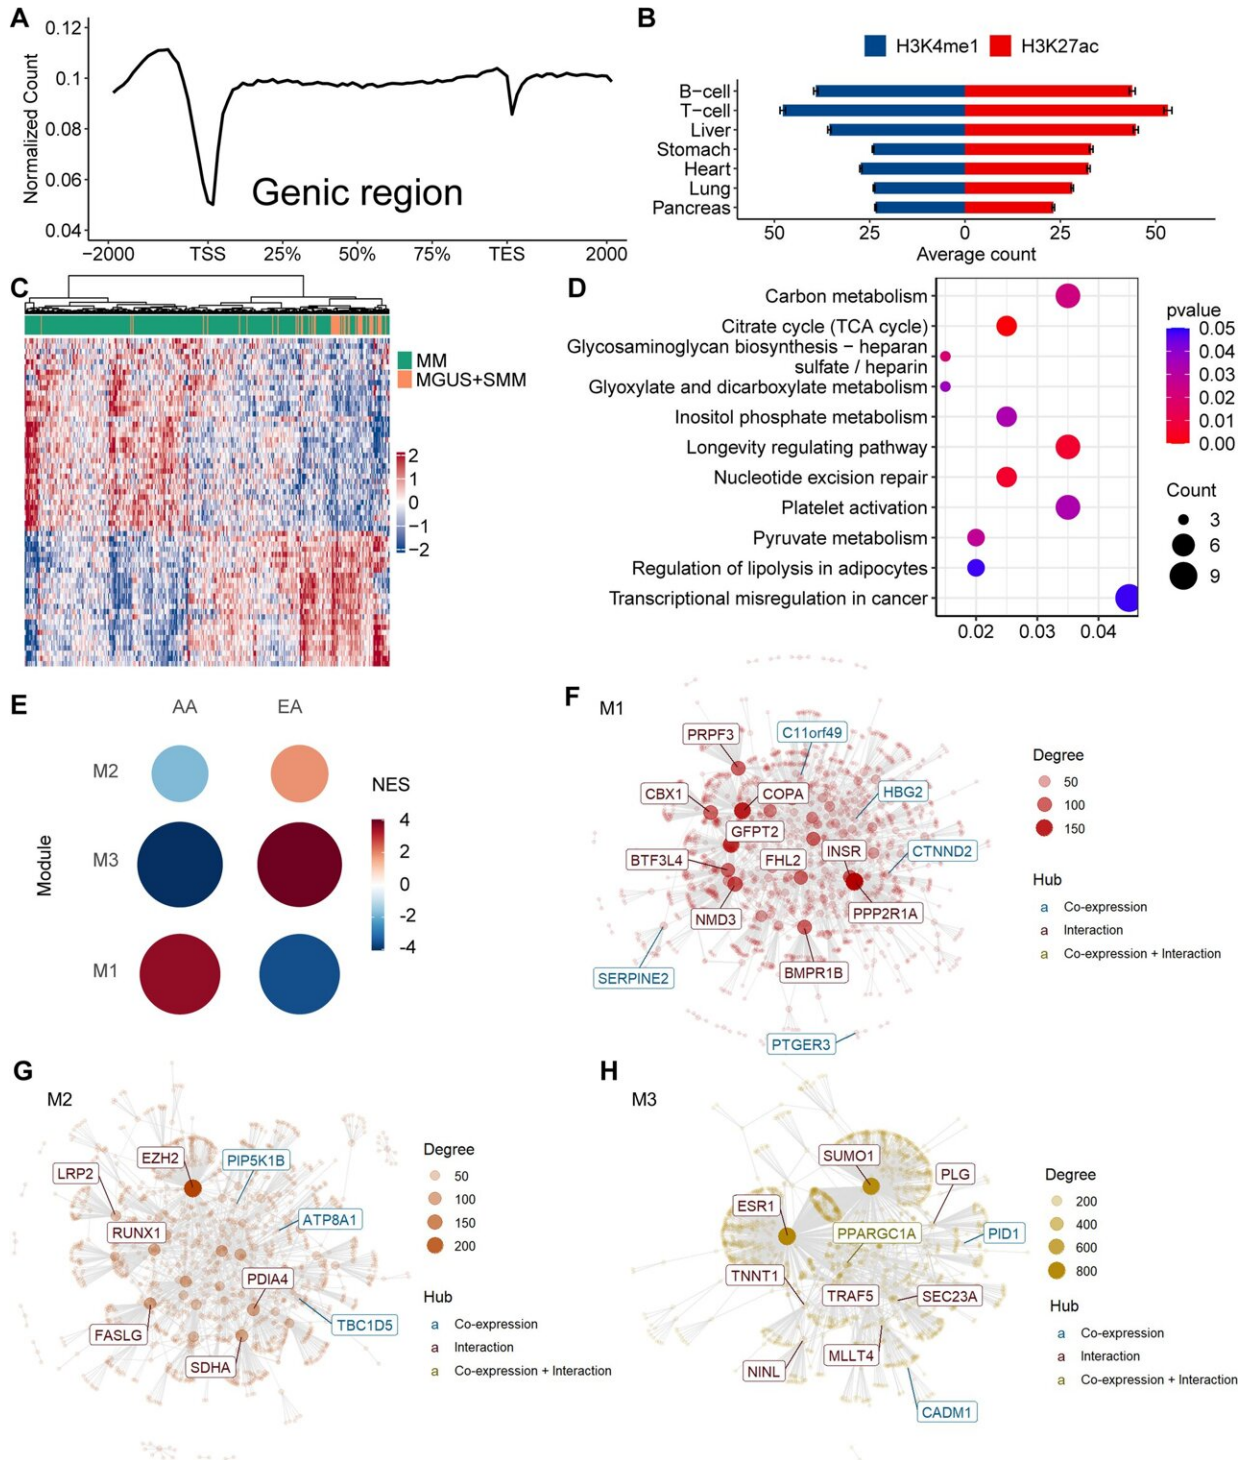 A
0.12
0.1
0.08
0.06
0.04
Normalized Count
Genic region
−2000
TSS
25%
50%
75%
TES
2000
B
H3K4me1
H3K27ac
B−cell
T−cell
Liver
Stomach
Heart
Lung
Pancreas
50
25
0
25
50
Average count
C
MM
MGUS+SMM
2
1
0
−1
−2
D
Carbon metabolism
Citrate cycle (TCA cycle)
Glycosaminoglycan biosynthesis − heparan
sulfate / heparin
Glyoxylate and dicarboxylate metabolism
Inositol phosphate metabolism
Longevity regulating pathway
Nucleotide excision repair
Platelet activation
Pyruvate metabolism
Regulation of lipolysis in adipocytes
Transcriptional misregulation in cancer
0.02
0.03
0.04
pvalue
0.05
0.04
0.03
0.02
0.01
0.00
Count
3
6
9
E
AA
EA
M2
M3
M1
Module
NES
4
2
0
−2
−4
F
M1
PRPF3
C11orf49
CBX1
COPA
HBG2
GFPT2
BTF3L4
FHL2
INSR
CTNND2
NMD3
PPP2R1A
SERPINE2
BMPR1B
PTGER3
Degree
50
100
150
Hub
a Co-expression
a Interaction
a Co-expression + Interaction
G
M2
EZH2
PIP5K1B
LRP2
RUNX1
ATP8A1
PDIA4
TBC1D5
FASLG
SDHA
Degree
50
100
150
200
Hub
a Co-expression
a Interaction
a Co-expression + Interaction
H
M3
SUMO1
PLG
ESR1
PPARGC1A
PID1
TNNT1
TRAF5
SEC23A
NINL
MLLT4
CADM1
Degree
200
400
600
800
Hub
a Co-expression
a Interaction
a Co-expression + Interaction